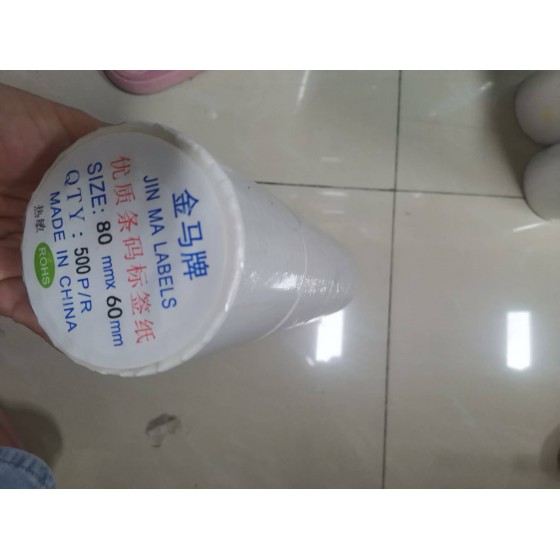 金马牌
JIN MA LABELS
优质条码标签纸
SIZE: 80 mmx 60mm
QTY: 500 P/R
MADE IN CHINA
热敏
ROHS